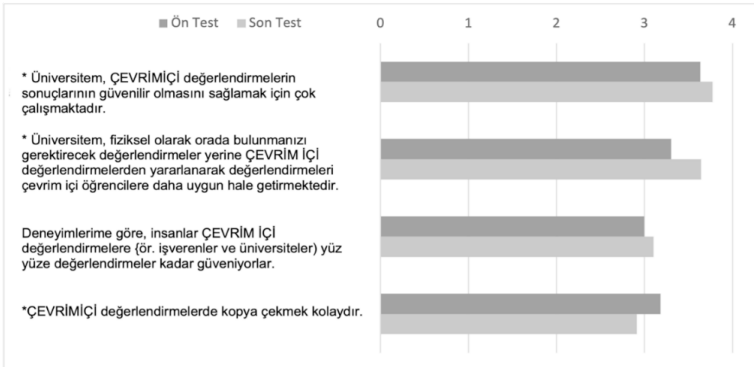 Ön Test Son Test
0 1 2 3 4
* Üniversitem, ÇEVRİMİÇİ değerlendirmelerin
sonuçlarının güvenilir olmasını sağlamak için çok
çalışmaktadır.
* Üniversitem, fiziksel olarak orada bulunmanızı
gerektirecek değerlendirmeler yerine ÇEVRİM İÇİ
değerlendirmelerden yararlanarak değerlendirmeleri
çevrim içi öğrencilere daha uygun hale getirmektedir.
Deneyimlerime göre, insanlar ÇEVRİM İÇİ
değerlendirmelere {ör. işverenler ve üniversiteler) yüz
yüze değerlendirmeler kadar güveniyorlar.
*ÇEVRİMİÇİ değerlendirmelerde kopya çekmek kolaydır.